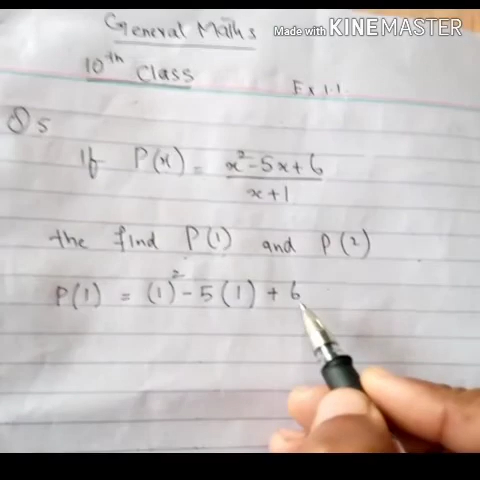 General Maths
Made with KINEMASTER
10th Class
Ex 1.1.
Q5
If P(x) = x²-5x+6
x+1
the find P(1) and P(2)
P(1) = (1)² - 5(1) + 6